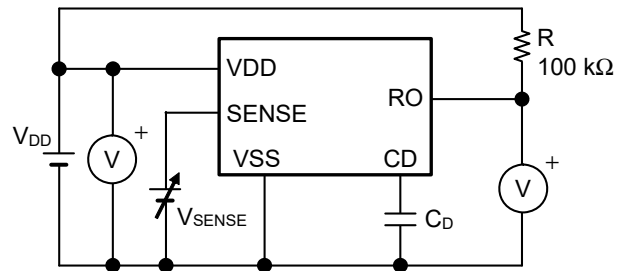 R
100 kΩ
VDD
RO
SENSE
VDD
+
V
VSS
CD
+
V
VSENSE
CD